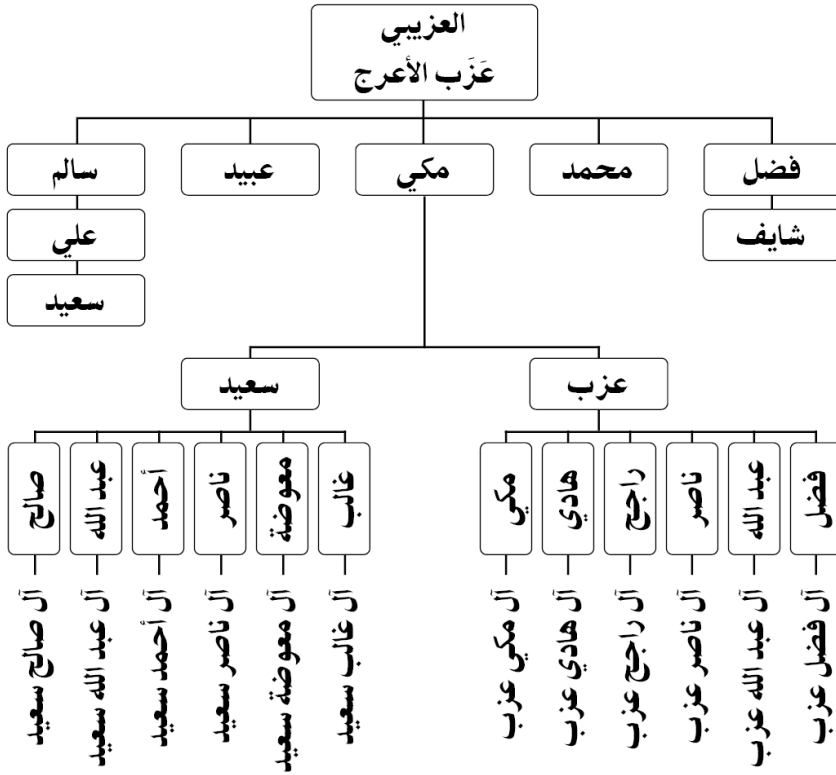 العزيبي
عَزَب الأعرج
فضل
محمد
مكي
عبيد
سالم
شايف
علي
سعيد
عزب
سعيد
فضل
عبد الله
ناصر
راجح
هادي
مكي
غالب
معوضة
ناصر
أحمد
عبد الله
صالح
آل فضل عزب
آل عبد الله عزب
آل ناصر عزب
آل راجح عزب
آل هادي عزب
آل مكي عزب
آل غالب سعيد
آل معوضة سعيد
آل ناصر سعيد
آل أحمد سعيد
آل عبد الله سعيد
آل صالح سعيد